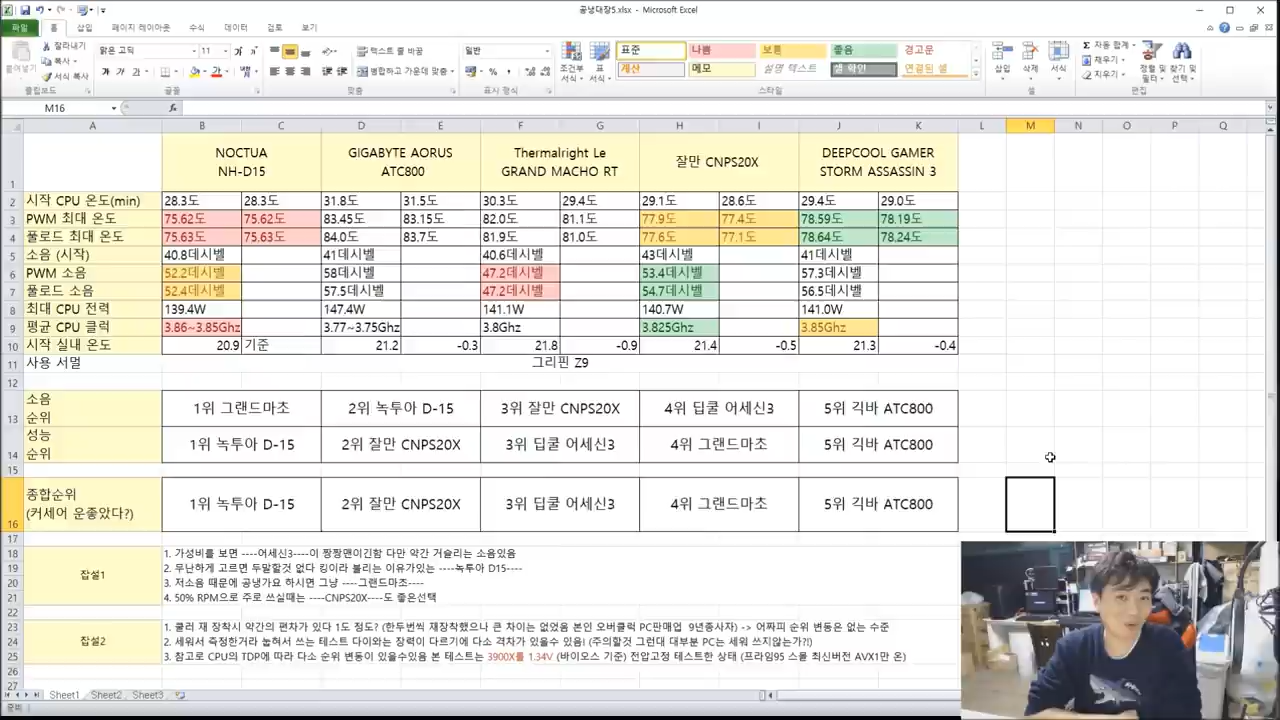 공냉대장5.xlsx - Microsoft Excel
파일 홈 삽입 페이지 레이아웃 수식 데이터 검토 보기
잘라내기
복사
서식 복사
붙여넣기
클립보드
맑은 고딕 11
가 가 가
글꼴
텍스트 줄 바꿈
병합하고 가운데 맞춤
맞춤
일반
표시 형식
조건부 서식
표 서식
표준 나쁨 보통 좋음 경고문
계산 메모 설명 텍스트 셀 확인 연결된 셀
스타일
삽입 삭제 서식
셀
자동 합계
채우기
지우기
정렬 및 필터
찾기 및 선택
편집
M16 fx
A B C D E F G H I J K L M N O P Q
1 NOCTUA NH-D15 GIGABYTE AORUS ATC800 Thermalright Le GRAND MACHO RT 잘만 CNPS20X DEEPCOOL GAMER STORM ASSASSIN 3
2 시작 CPU 온도(min) 28.3도 28.3도 31.8도 31.5도 30.3도 29.4도 29.1도 28.6도 29.4도 29.0도
3 PWM 최대 온도 75.62도 75.62도 83.45도 83.15도 82.0도 81.1도 77.9도 77.4도 78.59도 78.19도
4 풀로드 최대 온도 75.63도 75.63도 84.0도 83.7도 81.9도 81.0도 77.6도 77.1도 78.64도 78.24도
5 소음 (시작) 40.8데시벨 41데시벨 40.6데시벨 43데시벨 41데시벨
6 PWM 소음 52.2데시벨 58데시벨 47.2데시벨 53.4데시벨 57.3데시벨
7 풀로드 소음 52.4데시벨 57.5데시벨 47.2데시벨 54.7데시벨 56.5데시벨
8 최대 CPU 전력 139.4W 147.4W 141.1W 140.7W 141.0W
9 평균 CPU 클럭 3.86~3.85Ghz 3.77~3.75Ghz 3.8Ghz 3.825Ghz 3.85Ghz
10 시작 실내 온도 20.9 기준 21.2 -0.3 21.8 -0.9 21.4 -0.5 21.3 -0.4
11 사용 서멀 그리핀 Z9
12
13 소음 순위 1위 그랜드마초 2위 녹투아 D-15 3위 잘만 CNPS20X 4위 딥쿨 어세신3 5위 긱바 ATC800
14 성능 순위 1위 녹투아 D-15 2위 잘만 CNPS20X 3위 딥쿨 어세신3 4위 그랜드마초 5위 긱바 ATC800
15
16 종합순위 (커세어 운좋았다?) 1위 녹투아 D-15 2위 잘만 CNPS20X 3위 딥쿨 어세신3 4위 그랜드마초 5위 긱바 ATC800
17
잡설1
18 1. 가성비를 보면 ----어세신3----이 짱짱맨이긴함 다만 약간 거슬리는 소음있음
19 2. 무난하게 고르면 두말할것 없다 킹이라 불리는 이유가있는 ----녹투아 D15----
20 3. 저소음 때문에 공냉가요 하시면 그냥 ----그랜드마초----
21 4. 50% RPM으로 주로 쓰실때는 ----CNPS20X----도 좋은선택
22
잡설2
23 1. 쿨러 재 장착시 약간의 편차가 있다 1도정도? (한두번씩 재장착했으나 큰 차이는 없었음 본인 오버클럭 PC판매업 9년종사자) -> 어짜피 순위 변동은 없는 수준
24 2. 세워서 측정한거라 눕혀서 쓰는 테스트 다이와는 장력이 다르기에 다소 격차가 있을수 있음) (주의할것 그런대 대부분 PC는 세워 쓰지않는가?!)
25 3. 참고로 CPU의 TDP에 따라 다소 순위 변동이 있을수있음 본 테스트는 3900X를 1.34V (바이오스 기준) 전압고정 테스트한 상태 (프라임95 스몰 최신버전 AVX1만 온)
26
27
Sheet1 Sheet2 Sheet3
준비